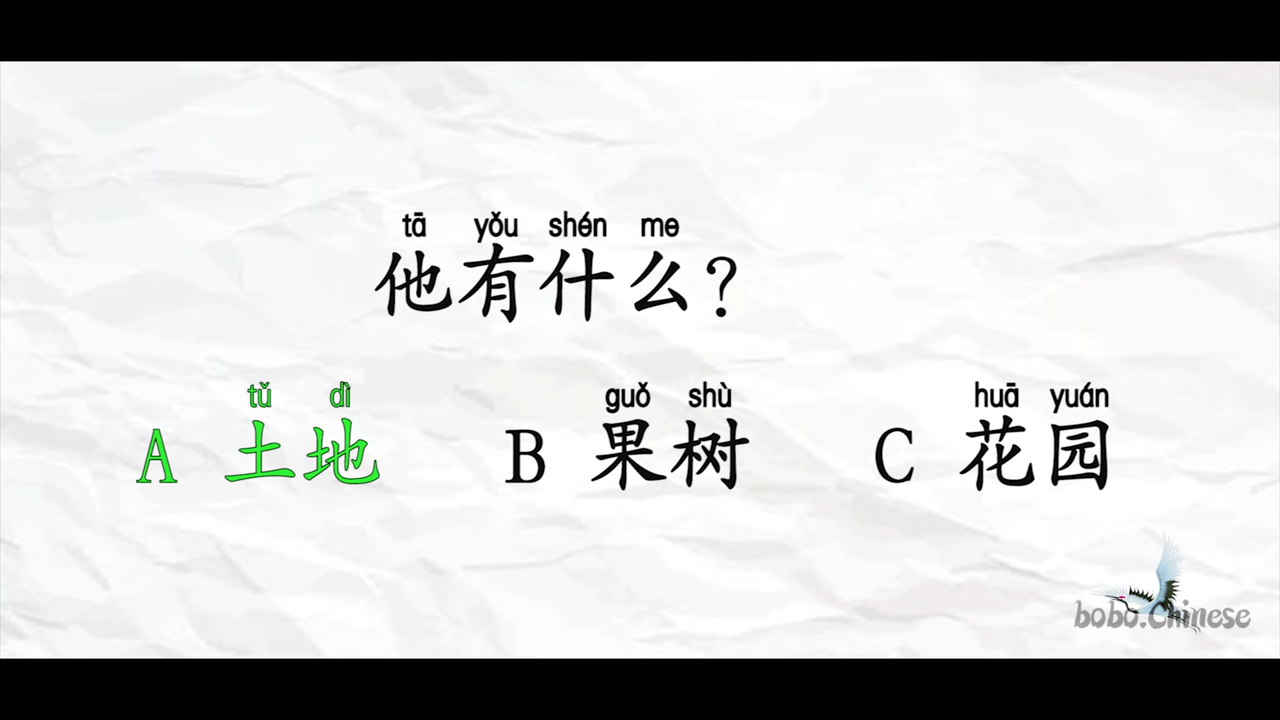 tā yǒu shén me
他有什么?
tǔ dì guǒ shù huā yuán
A 土地 B 果树 C 花园
bobo.Chinese